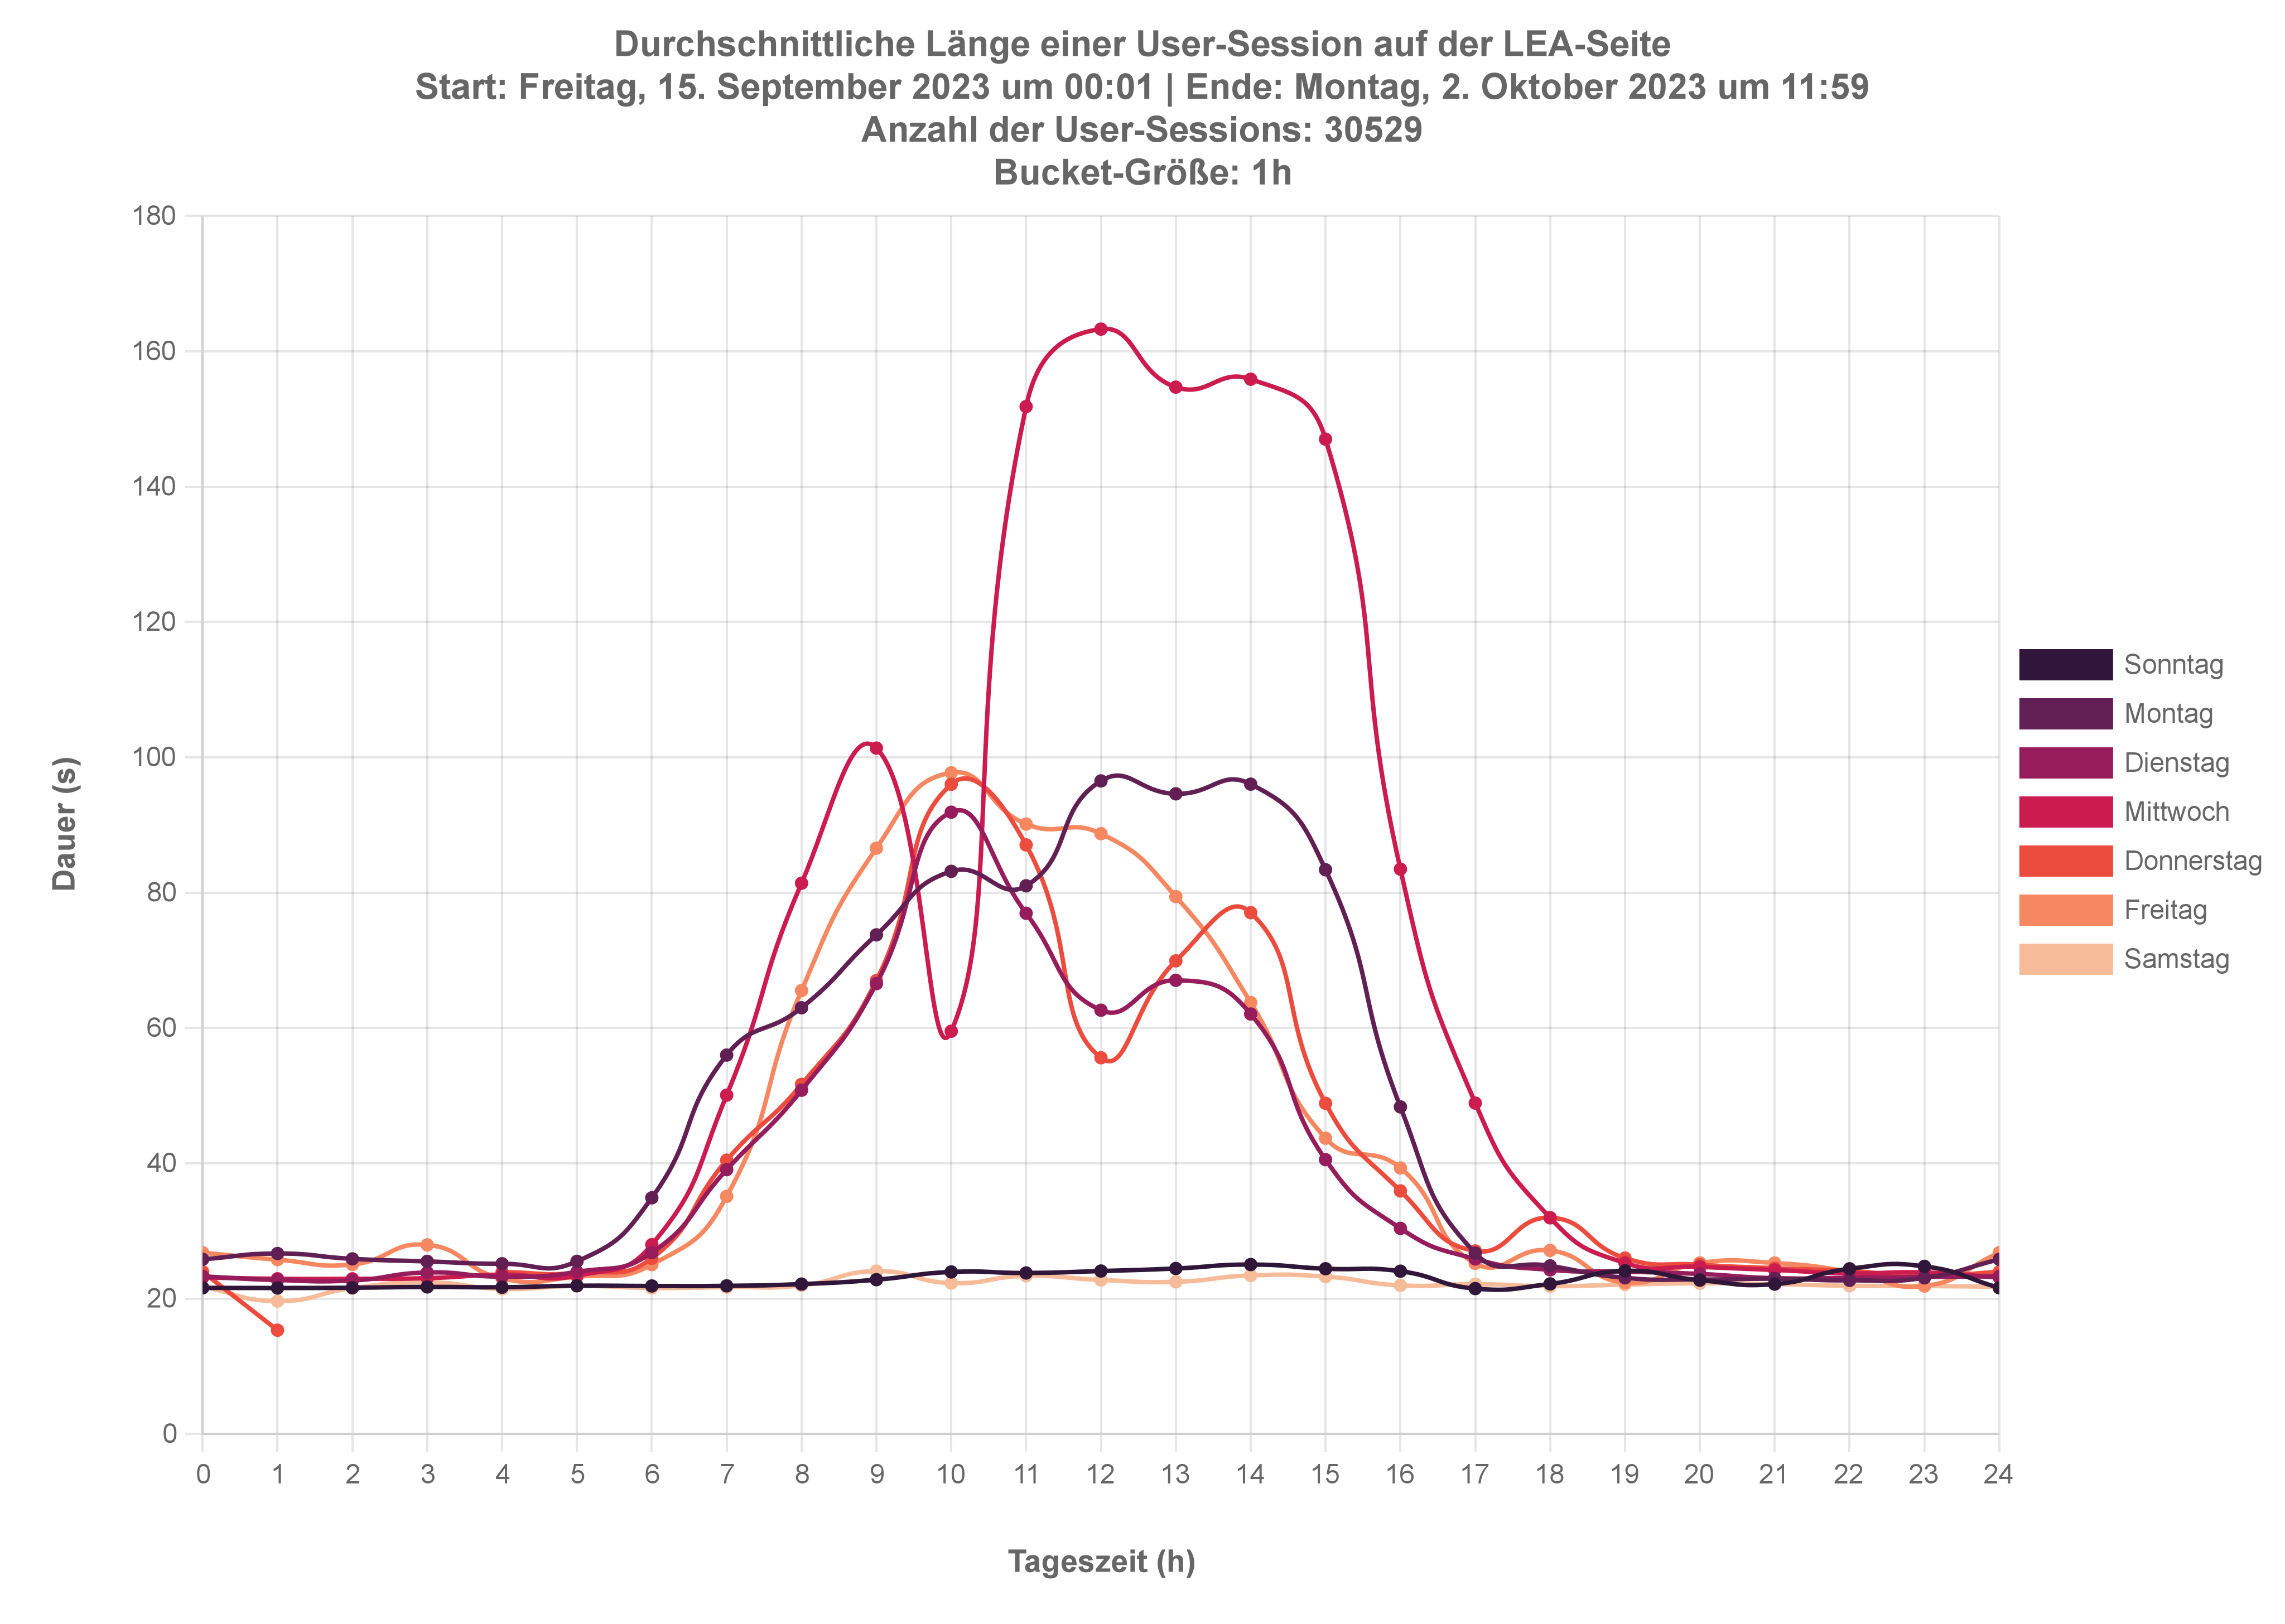 Durchschnittliche Länge einer User-Session auf der LEA-Seite
Start: Freitag, 15. September 2023 um 00:01 | Ende: Montag, 2. Oktober 2023 um 11:59
Anzahl der User-Sessions: 30529
Bucket-Größe: 1h
180
160
140
120
100
80
60
40
20
0
Dauer (s)
0 1 2 3 4 5 6 7 8 9 10 11 12 13 14 15 16 17 18 19 20 21 22 23 24
Tageszeit (h)
Sonntag
Montag
Dienstag
Mittwoch
Donnerstag
Freitag
Samstag